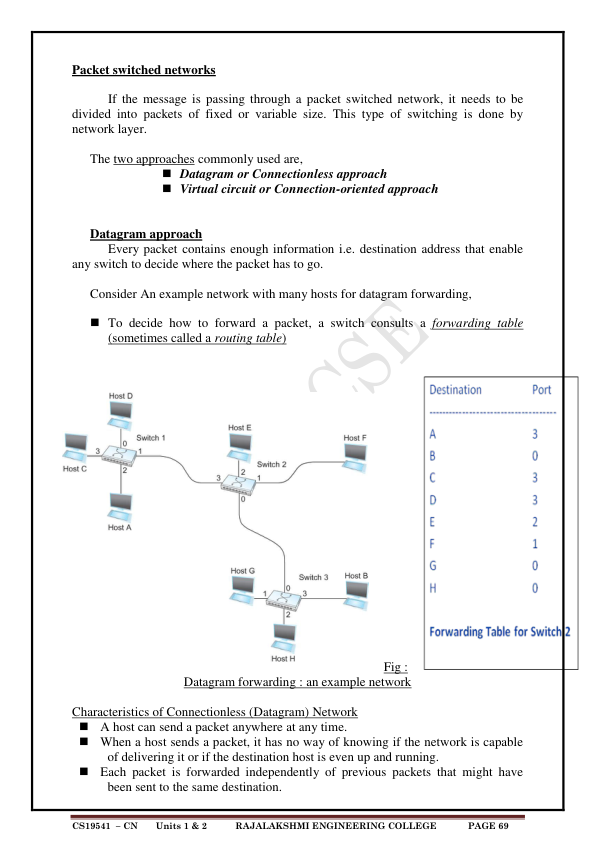 Packet switched networks
If the message is passing through a packet switched network, it needs to be
divided into packets of fixed or variable size. This type of switching is done by
network layer.
The two approaches commonly used are,
■ Datagram or Connectionless approach
■ Virtual circuit or Connection-oriented approach
Datagram approach
Every packet contains enough information i.e. destination address that enable
any switch to decide where the packet has to go.
Consider An example network with many hosts for datagram forwarding,
■ To decide how to forward a packet, a switch consults a forwarding table
(sometimes called a routing table)
CSE
Host D
Switch 1
0
3
1
2
Host C
Host A
Host E
Switch 2
2
3
1
0
Host F
Host G
Switch 3
Host B
0
1
3
2
Host H
Destination Port
-------------------------------------
A 3
B 0
C 3
D 3
E 2
F 1
G 0
H 0
Forwarding Table for Switch 2
Fig :
Datagram forwarding : an example network
Characteristics of Connectionless (Datagram) Network
■ A host can send a packet anywhere at any time.
■ When a host sends a packet, it has no way of knowing if the network is capable
of delivering it or if the destination host is even up and running.
■ Each packet is forwarded independently of previous packets that might have
been sent to the same destination.
CS19541 – CN Units 1 & 2 RAJALAKSHMI ENGINEERING COLLEGE PAGE 69